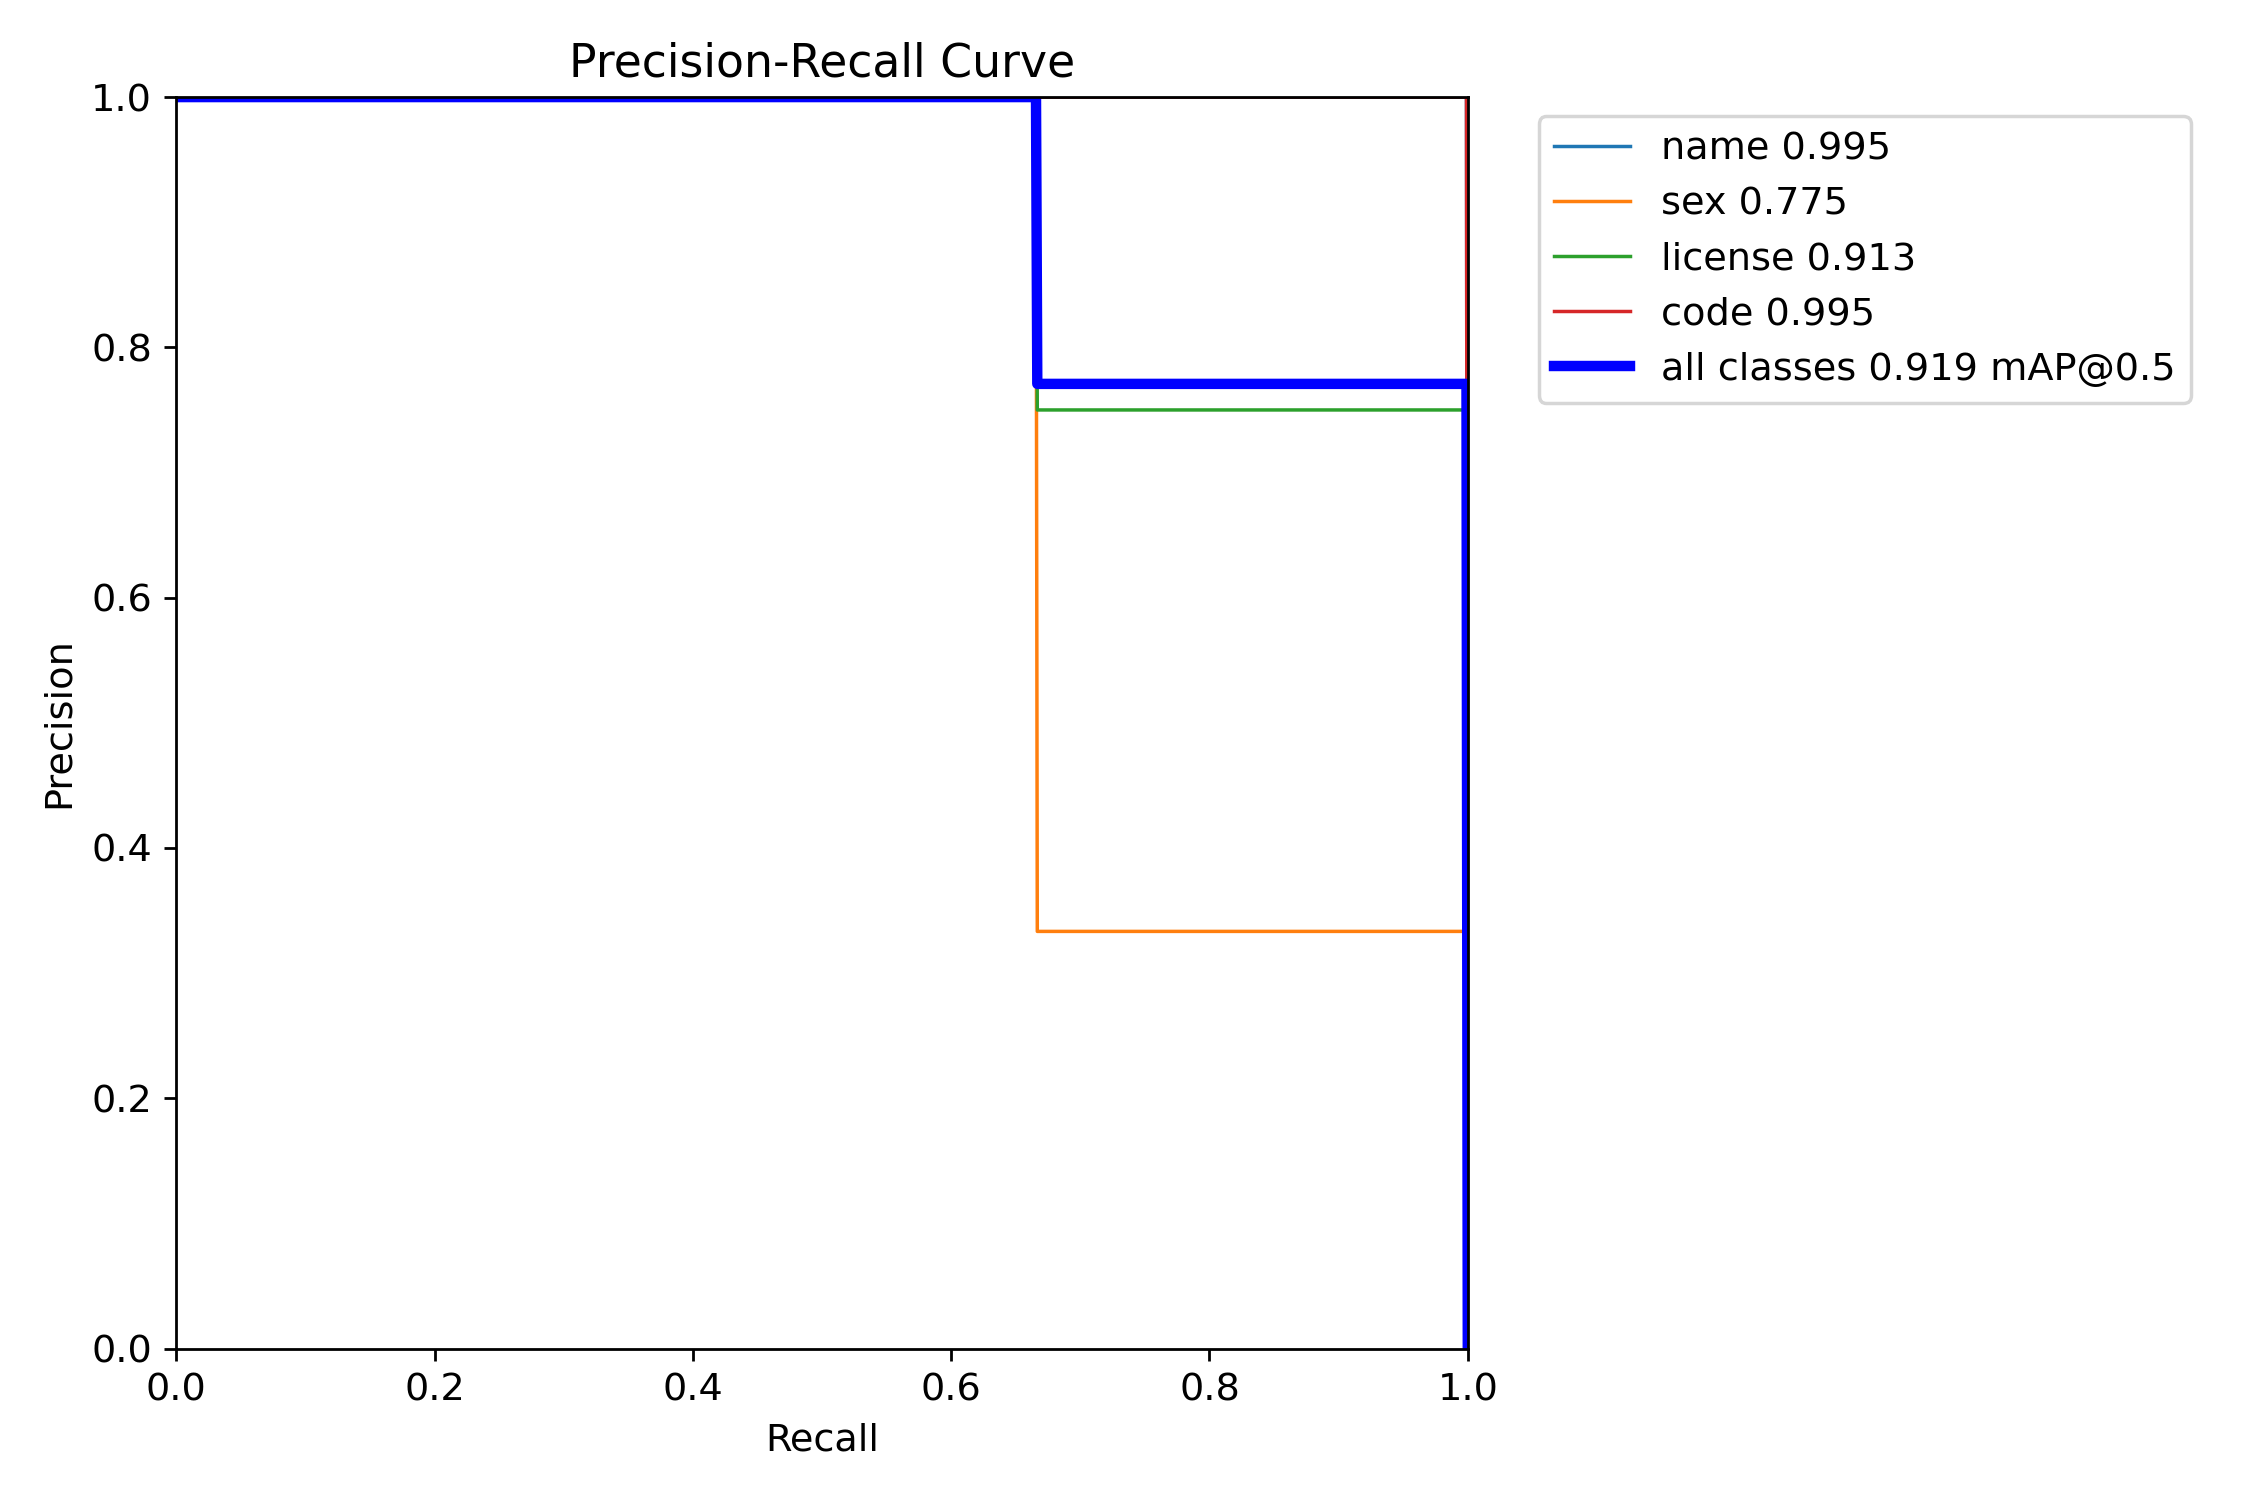 Precision-Recall Curve
1.0
0.8
0.6
0.4
0.2
0.0
Precision
0.0 0.2 0.4 0.6 0.8 1.0
Recall
name 0.995
sex 0.775
license 0.913
code 0.995
all classes 0.919 mAP@0.5